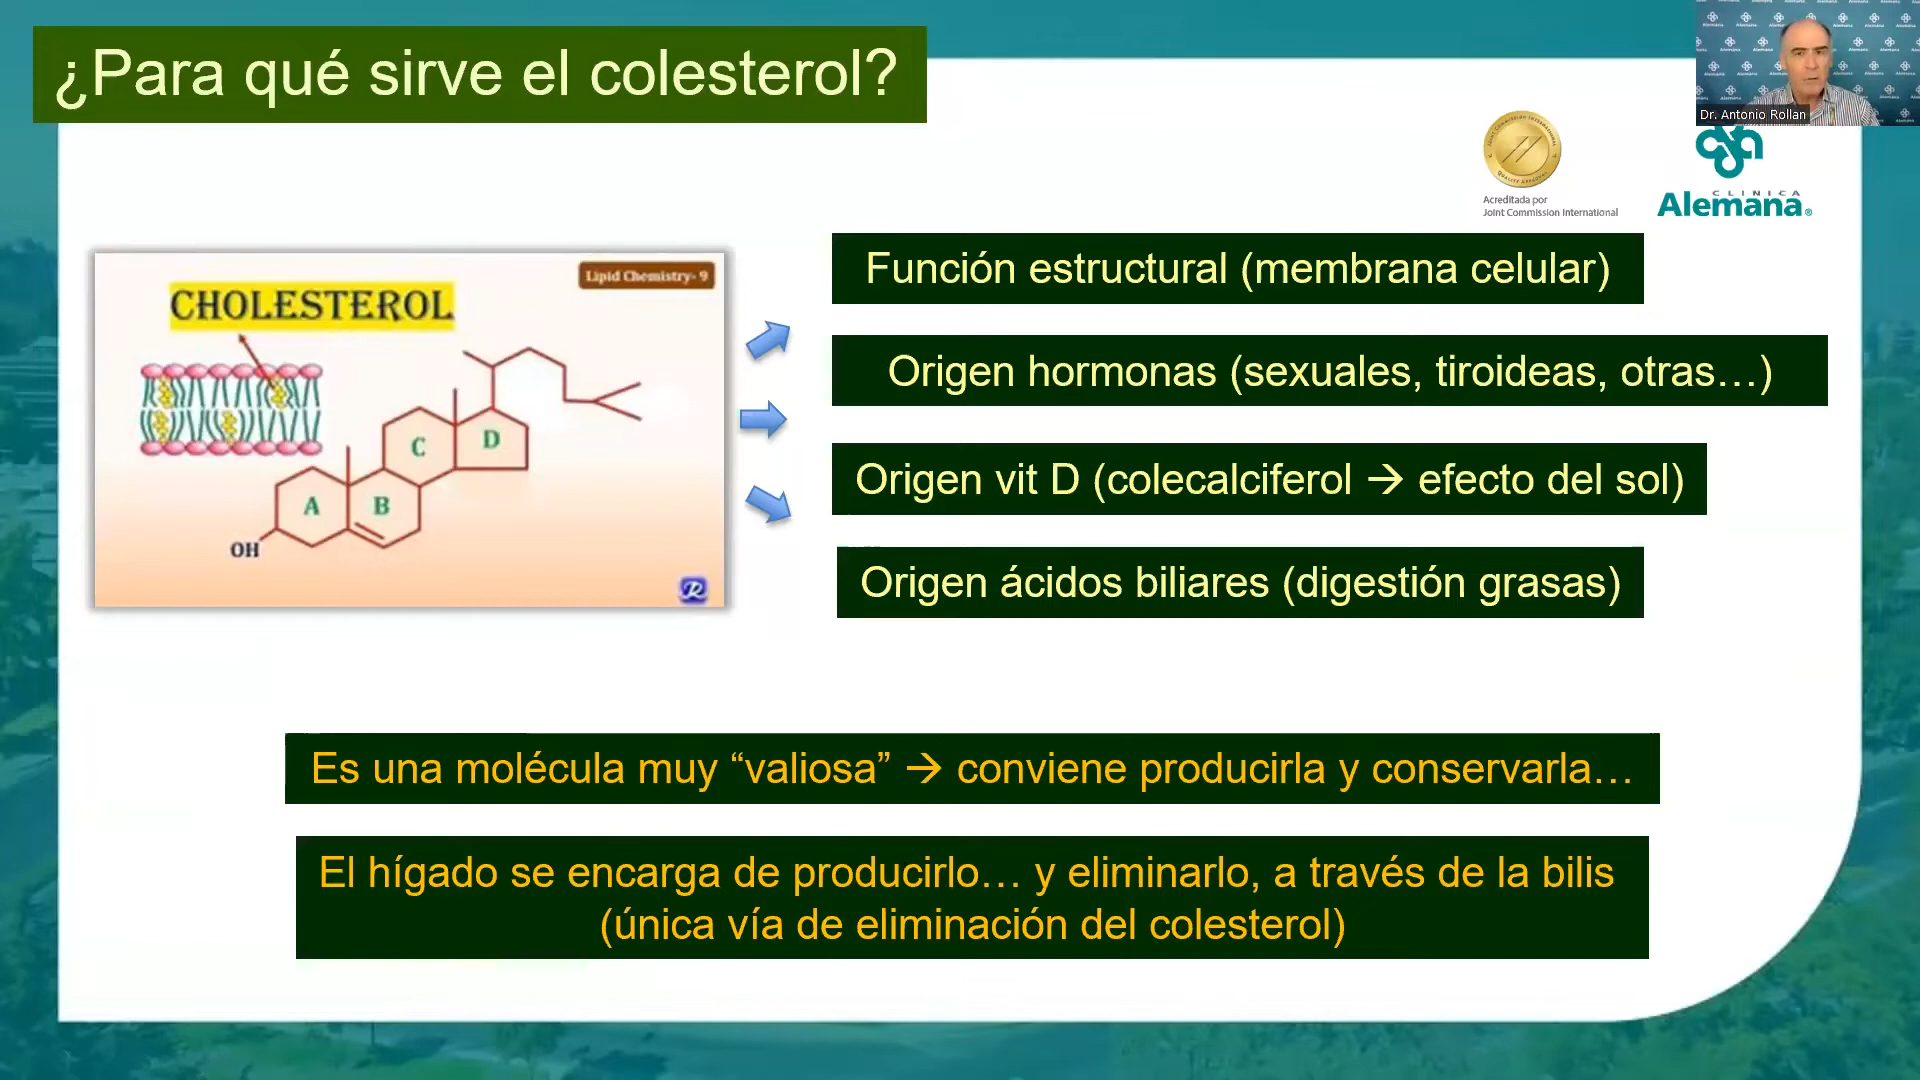 ¿Para qué sirve el colesterol?
Dr. Antonio Rollan
Acreditada por
Joint Commission International
CLINICA
Alemana®
Lipid Chemistry- 9
CHOLESTEROL
A
B
C
D
OH
R
Función estructural (membrana celular)
Origen hormonas (sexuales, tiroideas, otras…)
Origen vit D (colecalciferol → efecto del sol)
Origen ácidos biliares (digestión grasas)
Es una molécula muy “valiosa” → conviene producirla y conservarla…
El hígado se encarga de producirlo… y eliminarlo, a través de la bilis
(única vía de eliminación del colesterol)